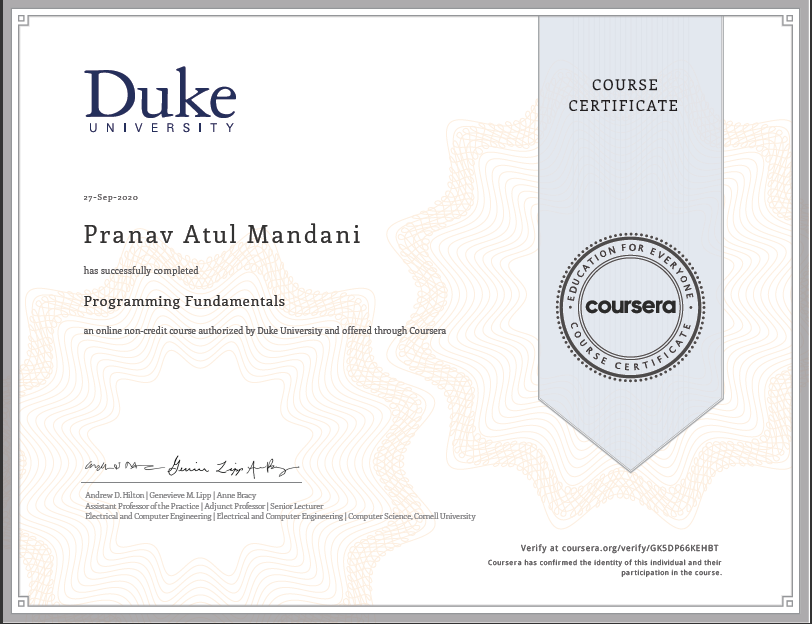 Duke
UNIVERSITY
COURSE
CERTIFICATE
27-Sep-2020
Pranav Atul Mandani
has successfully completed
Programming Fundamentals
an online non-credit course authorized by Duke University and offered through Coursera
EDUCATION FOR EVERYONE
coursera
COURSE CERTIFICATE
Andrew D. Hilton | Genevieve M. Lipp | Anne Bracy
Assistant Professor of the Practice | Adjunct Professor | Senior Lecturer
Electrical and Computer Engineering | Electrical and Computer Engineering | Computer Science, Cornell University
Verify at coursera.org/verify/GK5DP66KEHBT
Coursera has confirmed the identity of this individual and their
participation in the course.